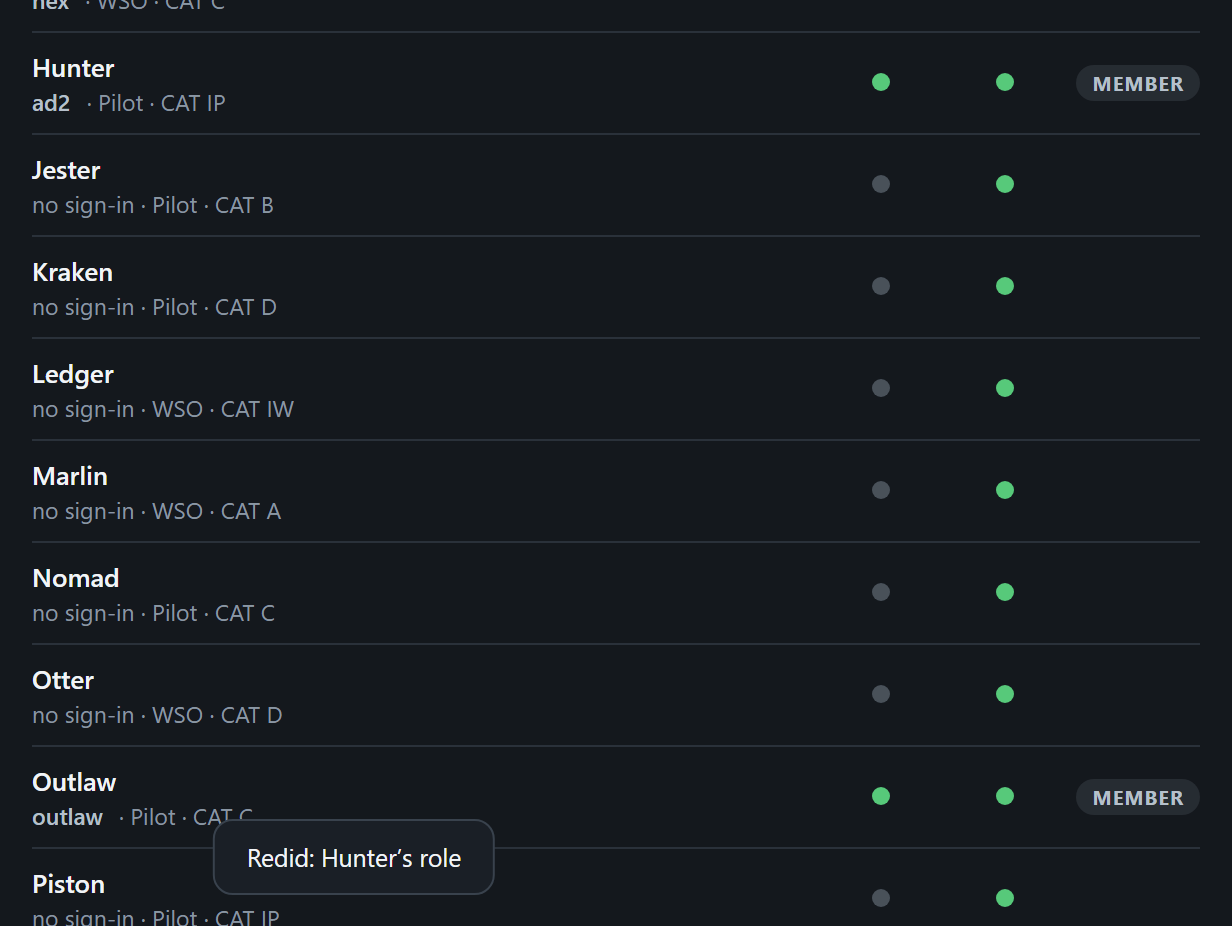 hex · WSO · CAT C
Hunter
ad2 · Pilot · CAT IP
MEMBER
Jester
no sign-in · Pilot · CAT B
Kraken
no sign-in · Pilot · CAT D
Ledger
no sign-in · WSO · CAT IW
Marlin
no sign-in · WSO · CAT A
Nomad
no sign-in · Pilot · CAT C
Otter
no sign-in · WSO · CAT D
Outlaw
outlaw · Pilot · CAT C
MEMBER
Redid: Hunter’s role
Piston
no sign-in · Pilot · CAT IP